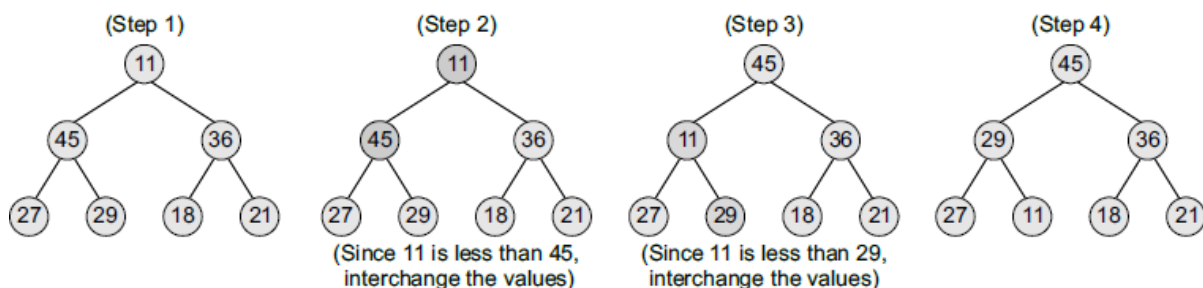 (Step 1) (Step 2) (Step 3) (Step 4)
11 11 45 45
45 36 45 36 11 36 29 36
27 29 18 21 27 29 18 21 27 29 18 21 27 11 18 21
(Since 11 is less than 45, (Since 11 is less than 29,
interchange the values) interchange the values)